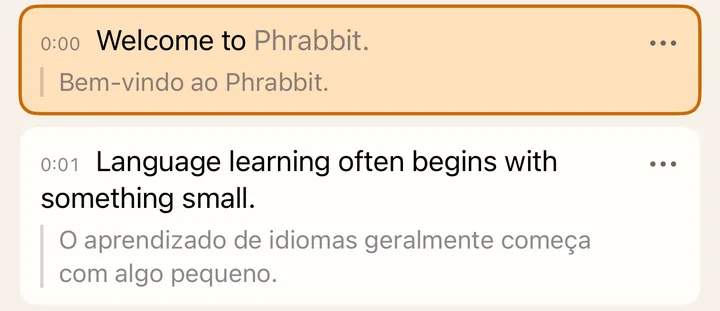 0:00 Welcome to Phrabbit.
Bem-vindo ao Phrabbit.
0:01 Language learning often begins with
something small.
O aprendizado de idiomas geralmente começa
com algo pequeno.